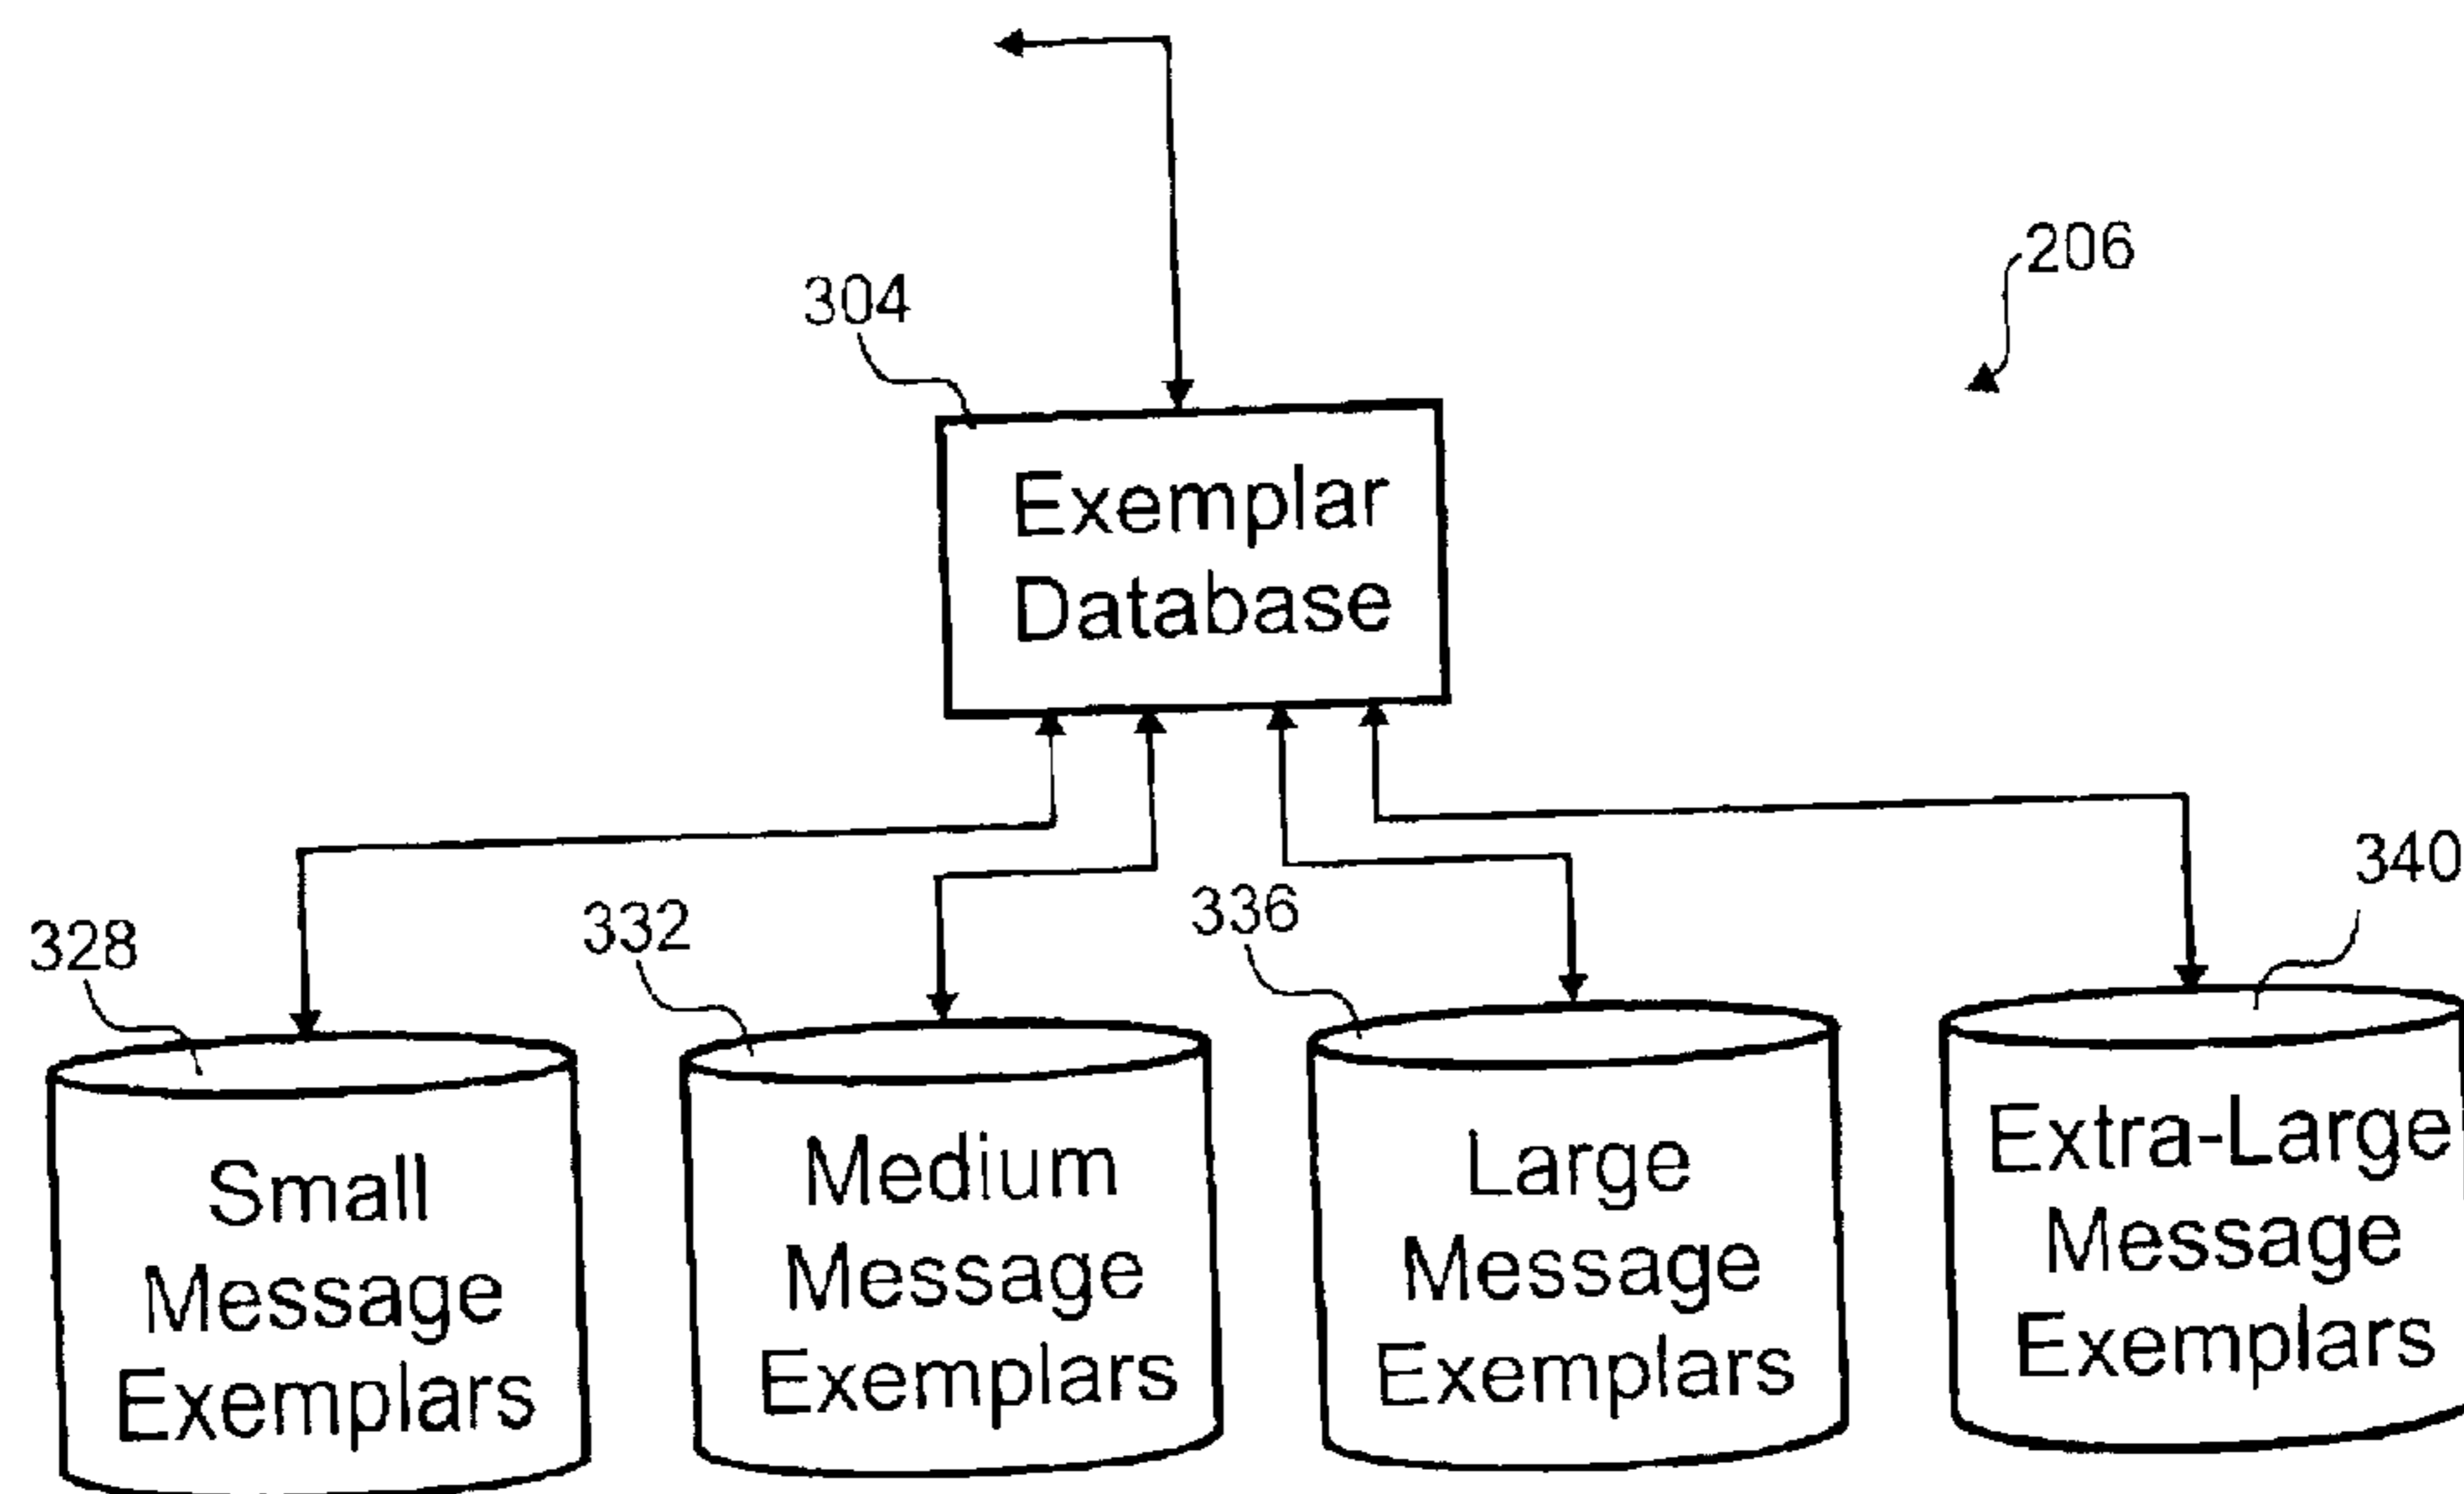 206
304
Exemplar
Database
328
332
336
340
Small
Message
Exemplars
Medium
Message
Exemplars
Large
Message
Exemplars
Extra-Large
Message
Exemplars